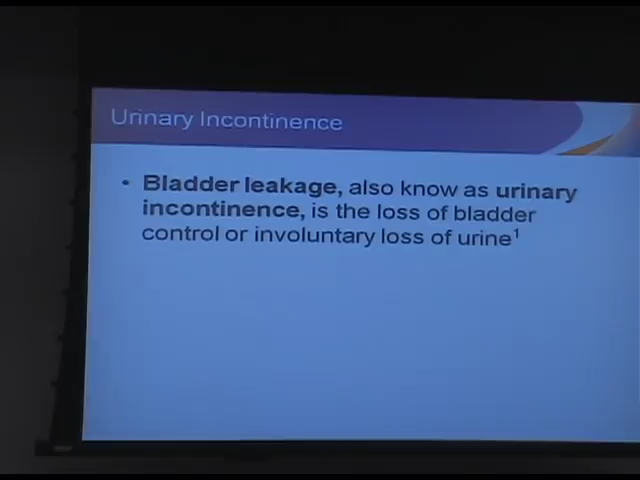 Urinary Incontinence
• Bladder leakage, also know as urinary
incontinence, is the loss of bladder
control or involuntary loss of urine¹